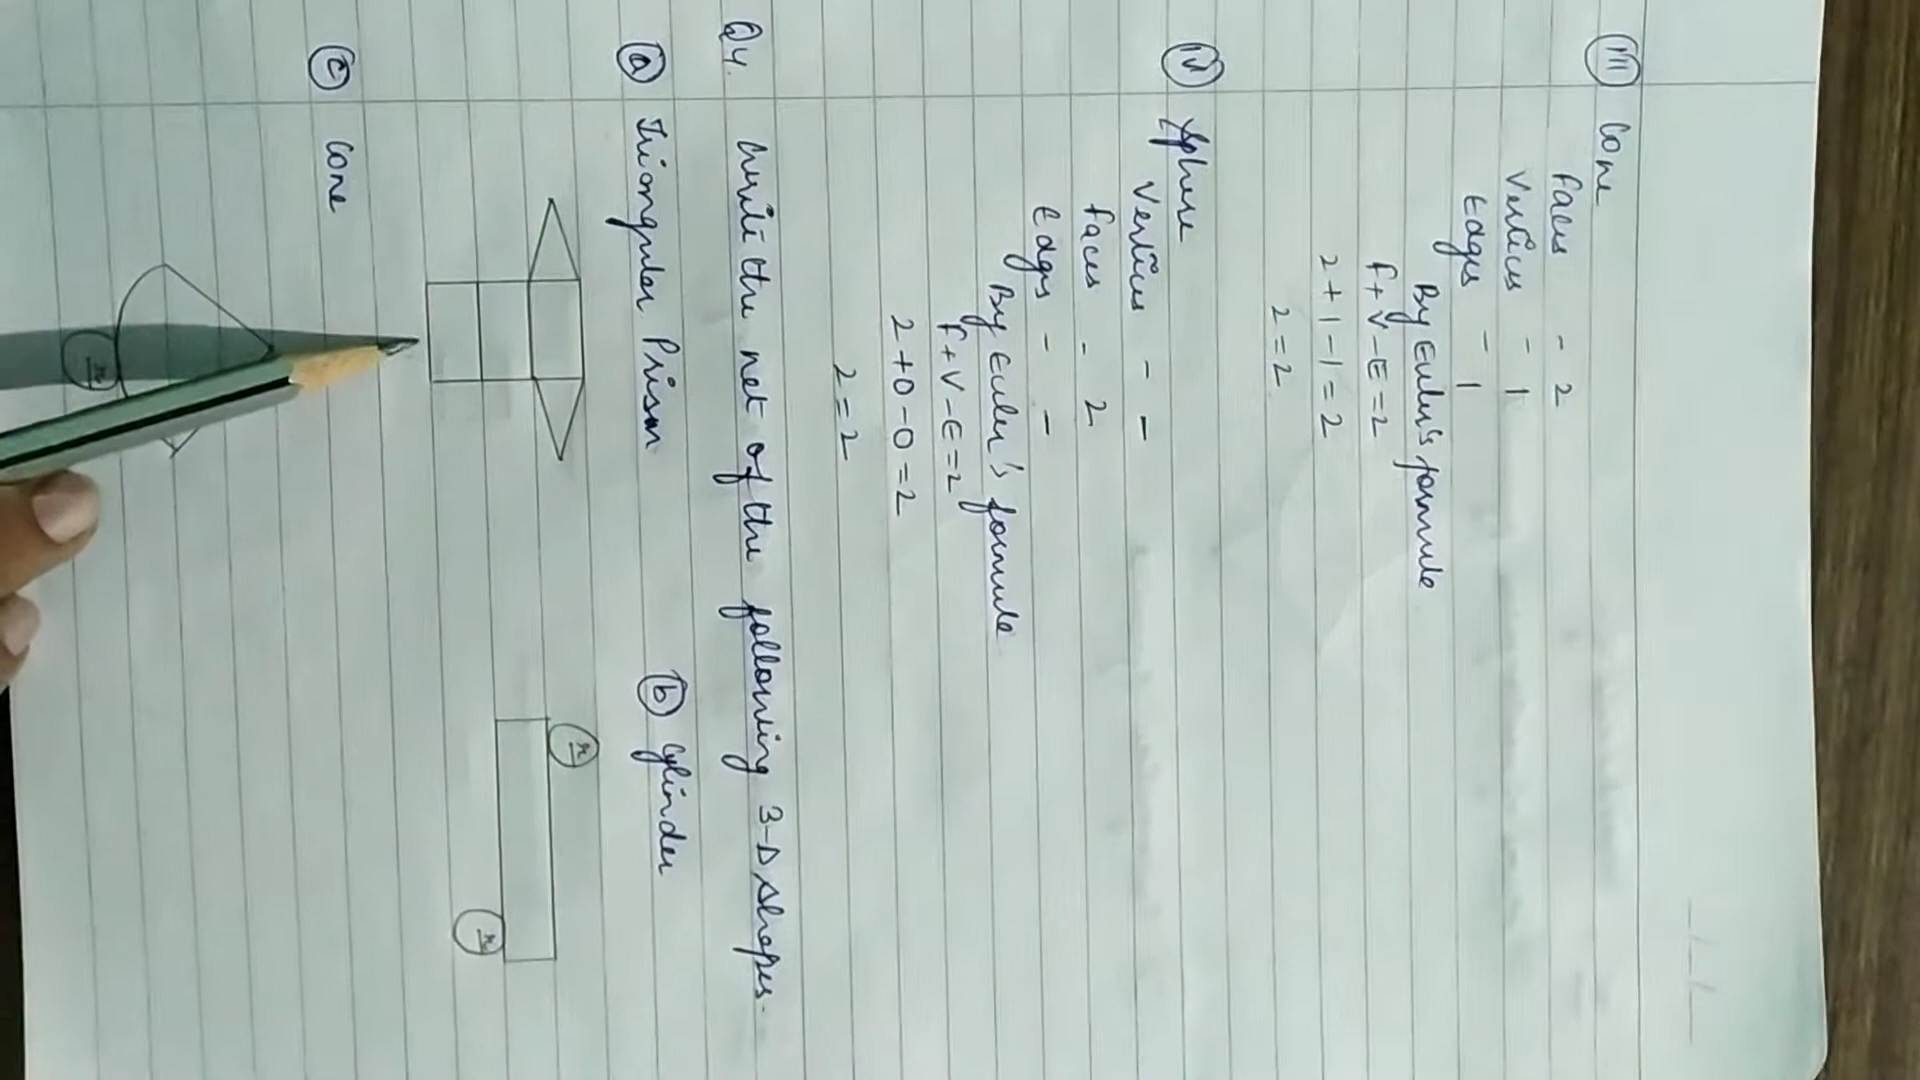 (iii) Cone
Faces - 2
Vertices - 1
Edges - 1
By Euler's formule
F+V-E=2
2+1-1=2
2=2
(iv) Sphere
Vertices - -
Faces - 2
Edges - -
By Euler's formule
F+V-E=2
2+0-0=2
2=2
Q4. Write the net of the following 3-D shapes.
(a) Triangular Prism (b) Cylinder
r
r
(c) Cone
r